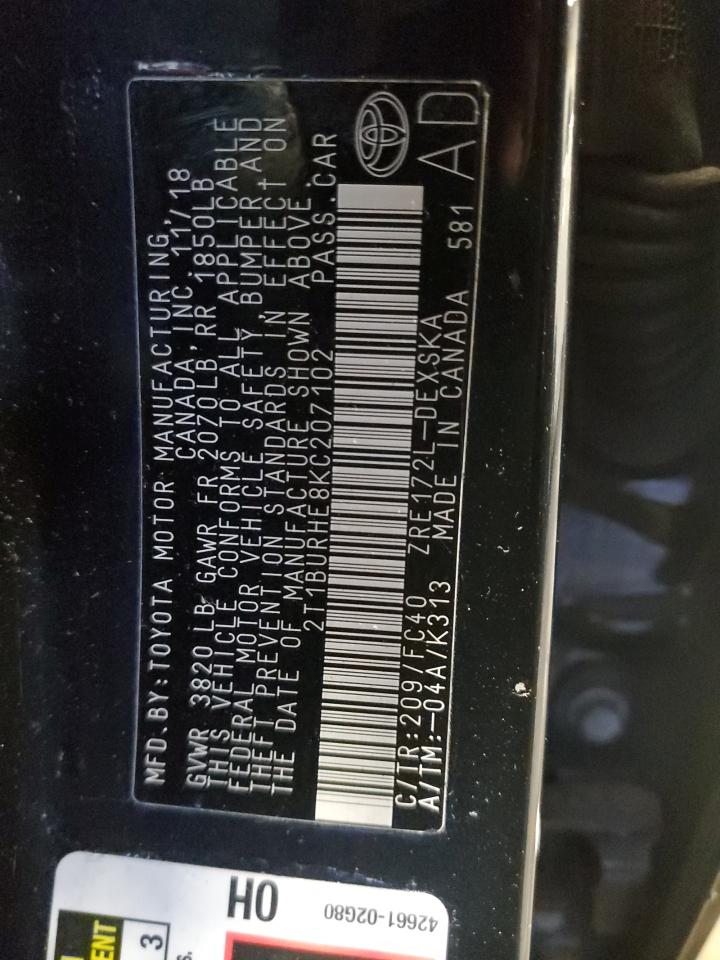 MFD.BY:TOYOTA MOTOR MANUFACTURING,
CANADA, INC. 11/18
GVWR 3820LB GAWR FR 2070LB, RR 1850LB
THIS VEHICLE CONFORMS TO ALL APPLICABLE
FEDERAL MOTOR VEHICLE SAFETY, BUMPER AND
THEFT PREVENTION STANDARDS IN EFFECT ON
THE DATE OF MANUFACTURE SHOWN ABOVE.
2T1BURHE8KC207102 PASS.CAR
C/TR:209/FC40 ZRE172L-DEXSKA
A/TM:-04A/K313 MADE IN CANADA 581 AD
OH
42661-02G80
ENT
3
S.